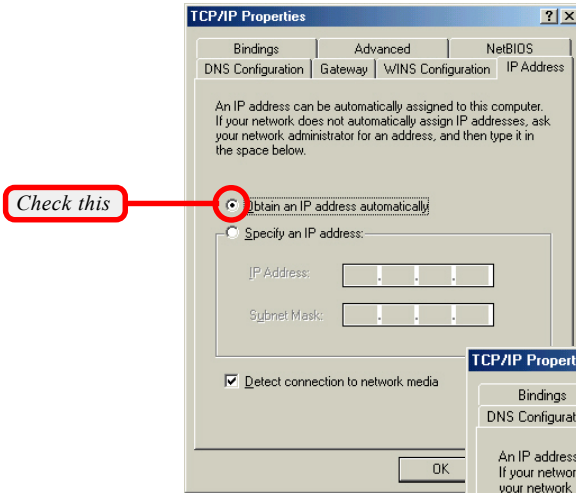 TCP/IP Properties
Bindings Advanced NetBIOS
DNS Configuration Gateway WINS Configuration IP Address
An IP address can be automatically assigned to this computer.
If your network does not automatically assign IP addresses, ask
your network administrator for an address, and then type it in
the space below.
Check this
Obtain an IP address automatically
Specify an IP address:
IP Address:
Subnet Mask:
Detect connection to network media
OK
TCP/IP Propert
Bindings
DNS Configurat
An IP address
If your networ
your network